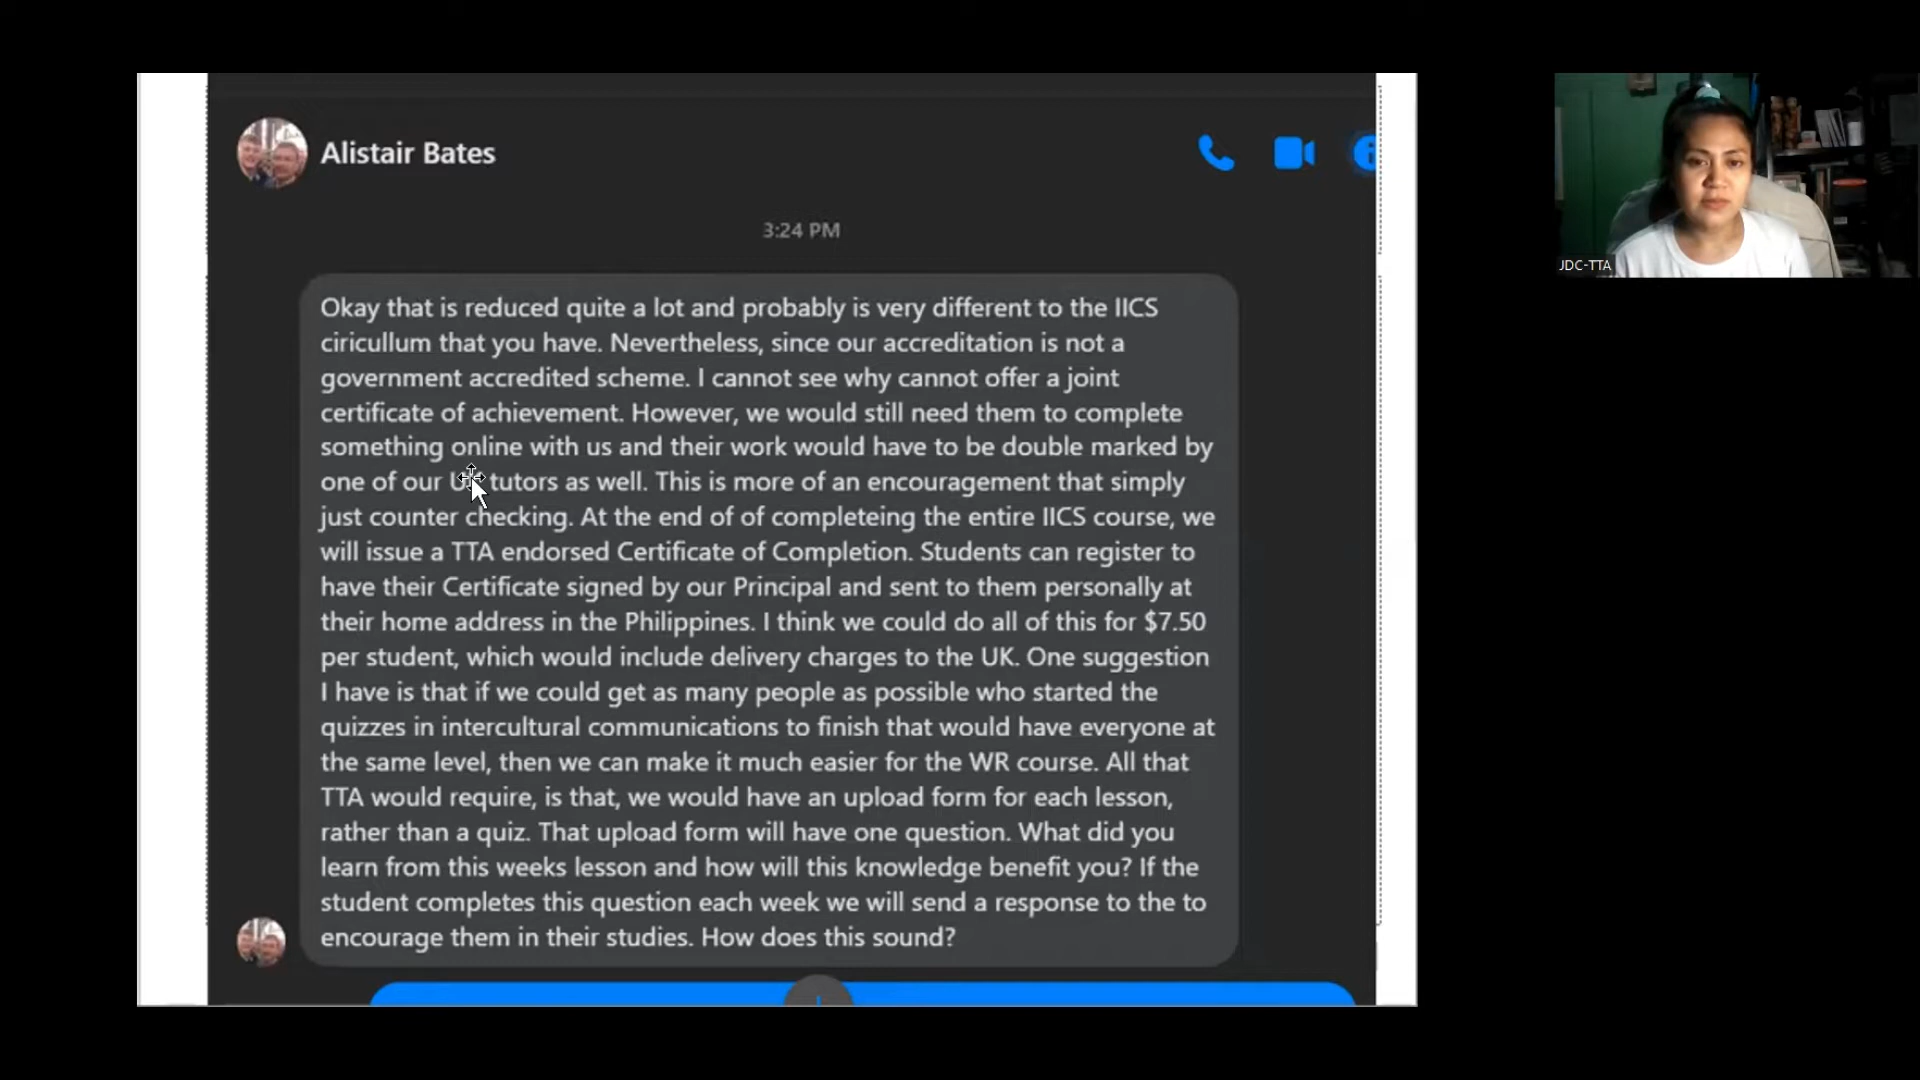 Alistair Bates
3:24 PM
Okay that is reduced quite a lot and probably is very different to the IICS
ciricullum that you have. Nevertheless, since our accreditation is not a
government accredited scheme. I cannot see why cannot offer a joint
certificate of achievement. However, we would still need them to complete
something online with us and their work would have to be double marked by
one of our UK tutors as well. This is more of an encouragement that simply
just counter checking. At the end of of completeing the entire IICS course, we
will issue a TTA endorsed Certificate of Completion. Students can register to
have their Certificate signed by our Principal and sent to them personally at
their home address in the Philippines. I think we could do all of this for $7.50
per student, which would include delivery charges to the UK. One suggestion
I have is that if we could get as many people as possible who started the
quizzes in intercultural communications to finish that would have everyone at
the same level, then we can make it much easier for the WR course. All that
TTA would require, is that, we would have an upload form for each lesson,
rather than a quiz. That upload form will have one question. What did you
learn from this weeks lesson and how will this knowledge benefit you? If the
student completes this question each week we will send a response to the to
encourage them in their studies. How does this sound?
JDC-TTA